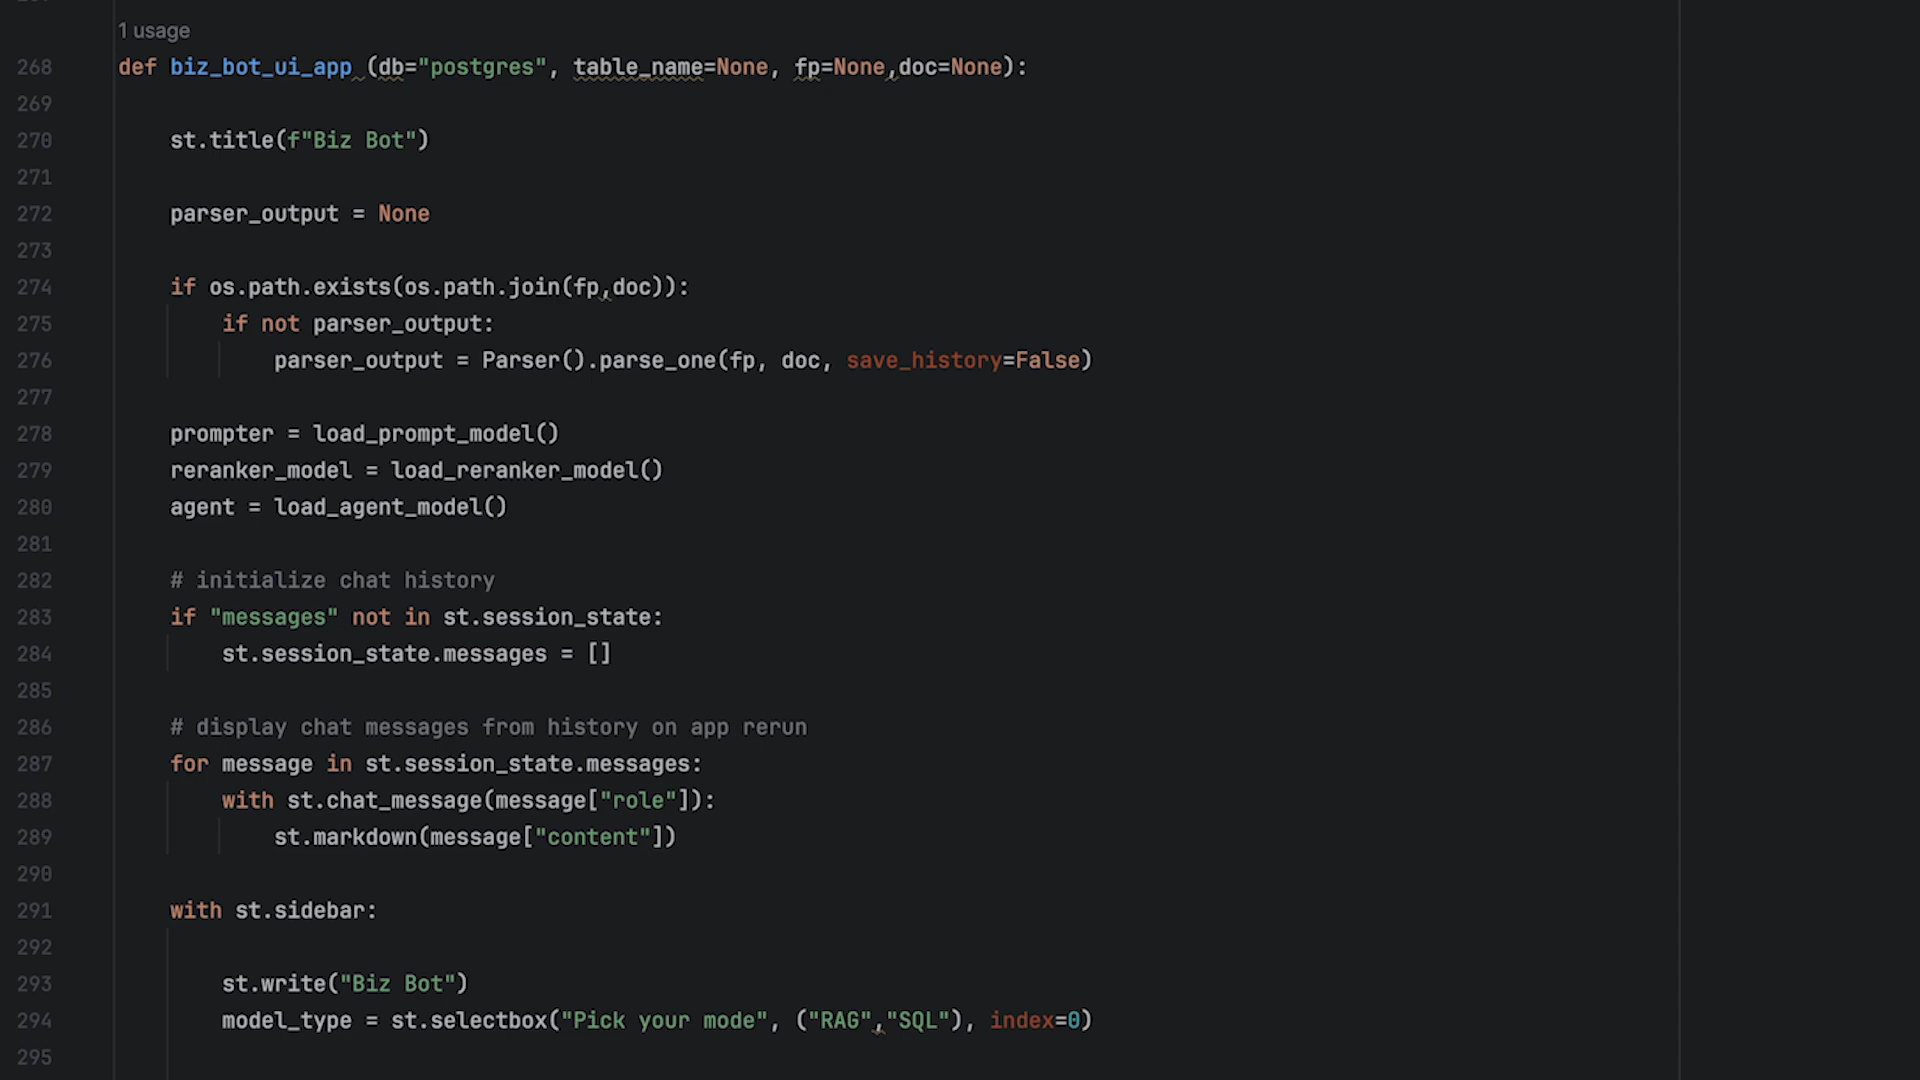 1 usage
268 def biz_bot_ui_app (db="postgres", table_name=None, fp=None,doc=None):
269
270     st.title(f"Biz Bot")
271
272     parser_output = None
273
274     if os.path.exists(os.path.join(fp,doc)):
275         if not parser_output:
276             parser_output = Parser().parse_one(fp, doc, save_history=False)
277
278     prompter = load_prompt_model()
279     reranker_model = load_reranker_model()
280     agent = load_agent_model()
281
282     # initialize chat history
283     if "messages" not in st.session_state:
284         st.session_state.messages = []
285
286     # display chat messages from history on app rerun
287     for message in st.session_state.messages:
288         with st.chat_message(message["role"]):
289             st.markdown(message["content"])
290
291     with st.sidebar:
292
293         st.write("Biz Bot")
294         model_type = st.selectbox("Pick your mode", ("RAG","SQL"), index=0)
295